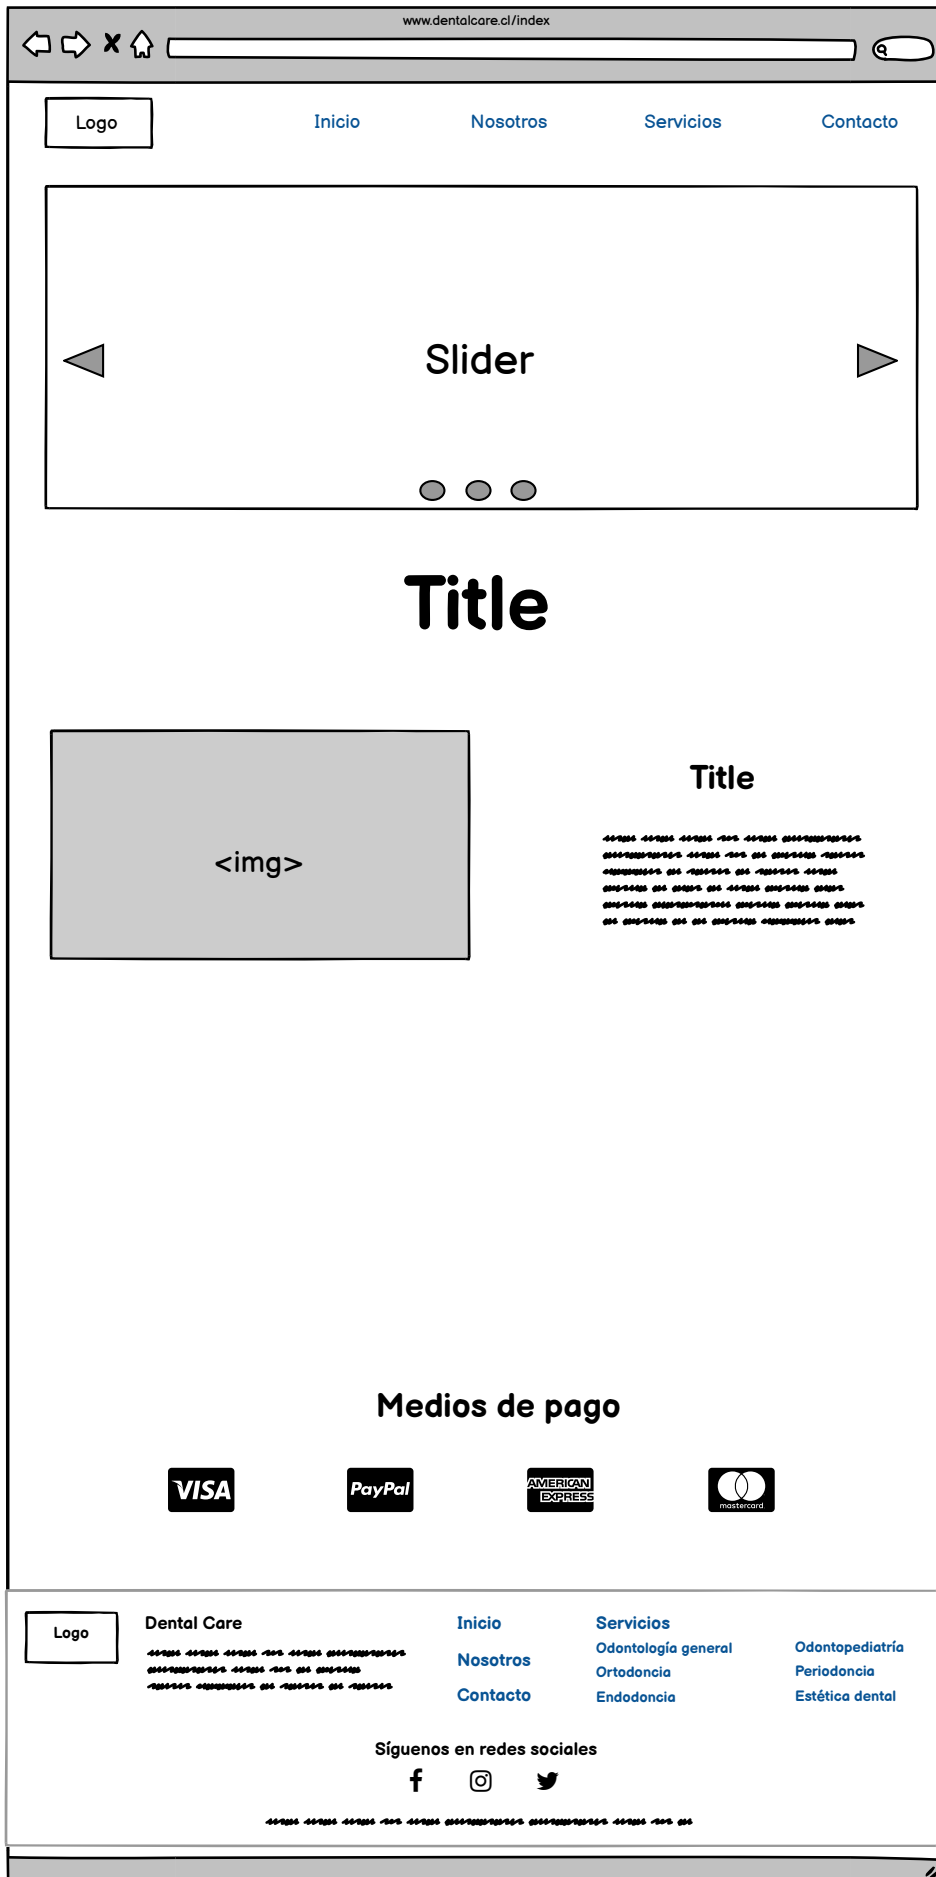 www.dentalcare.cl/index
Logo
Inicio
Nosotros
Servicios
Contacto
Slider
Title
<img>
Title
Medios de pago
VISA
PayPal
AMERICAN
EXPRESS
mastercard.
Logo
Dental Care
Inicio
Nosotros
Contacto
Servicios
Odontología general
Ortodoncia
Endodoncia
Odontopediatría
Periodoncia
Estética dental
Síguenos en redes sociales